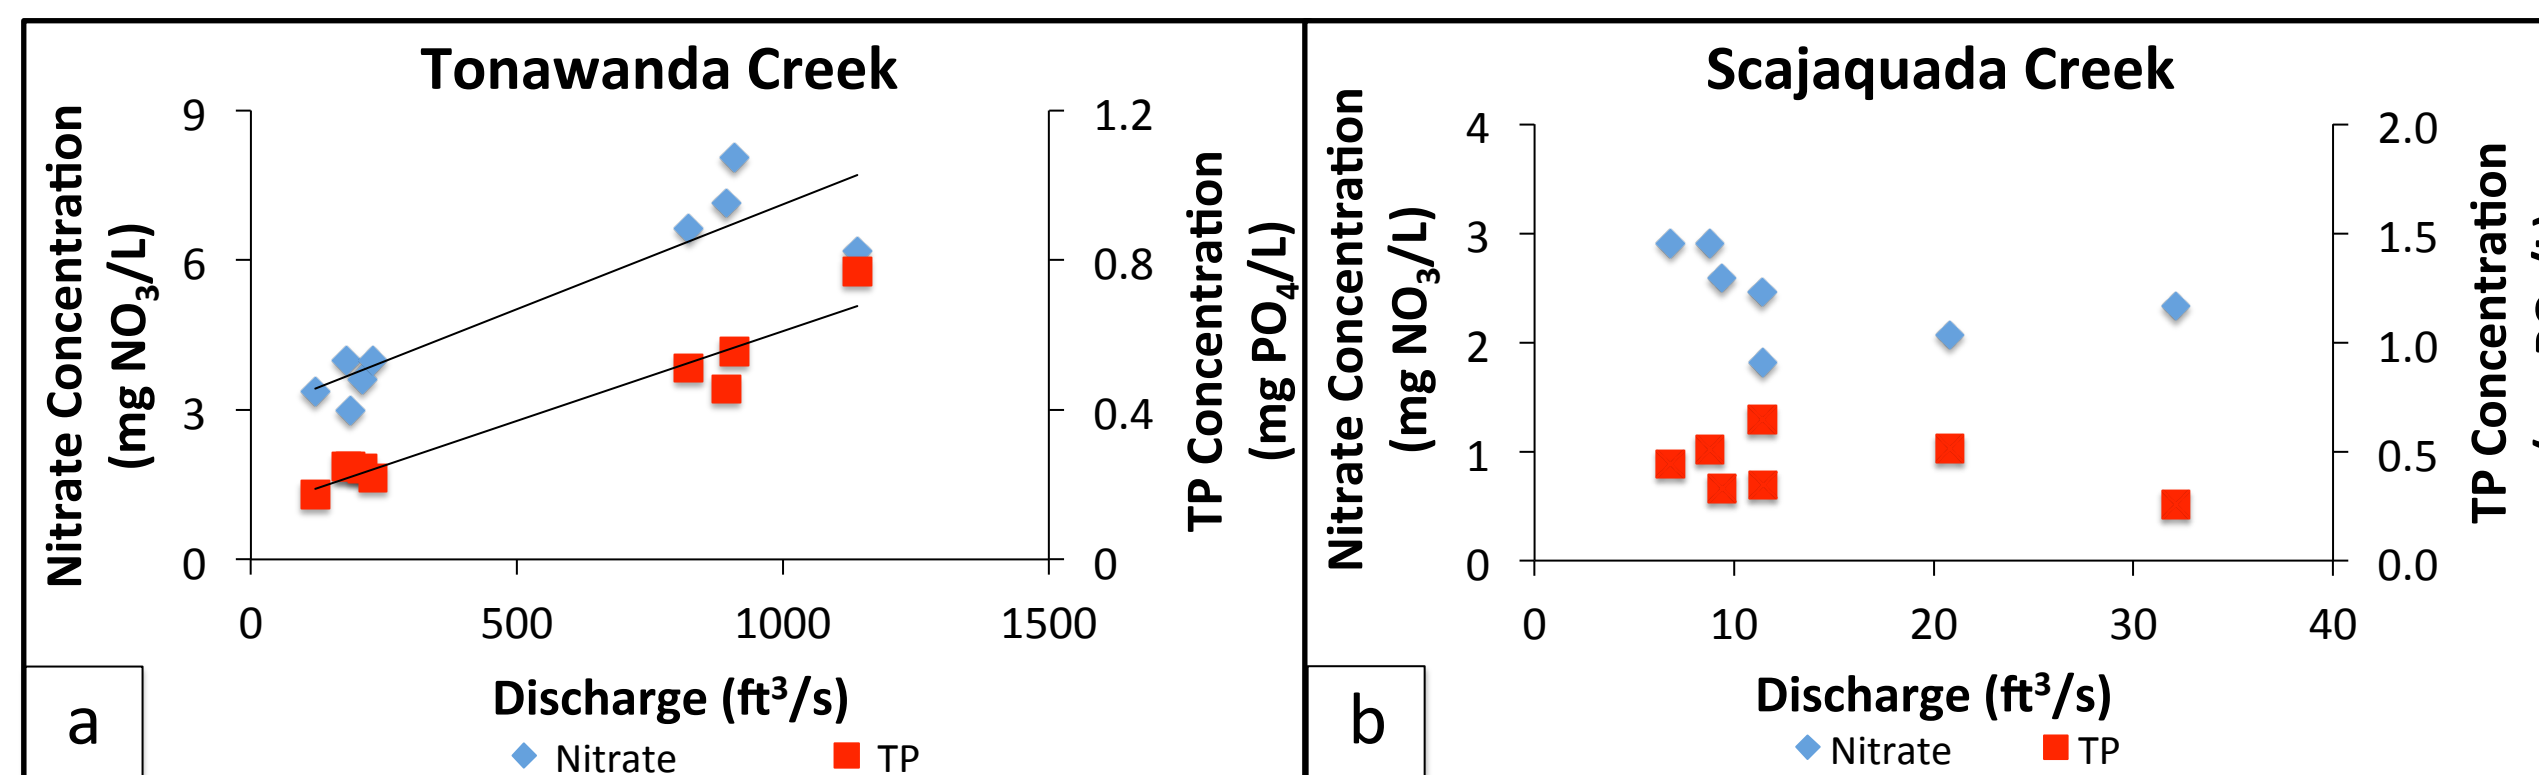 Tonawanda Creek
Nitrate Concentration
(mg NO₃/L)
9
6
3
0
1.2
0.8
0.4
0
TP Concentration
(mg PO₄/L)
0 500 1000 1500
Discharge (ft³/s)
Nitrate TP
a
Scajaquada Creek
Nitrate Concentration
(mg NO₃/L)
4
3
2
1
0
2.0
1.5
1.0
0.5
0.0
TP Concentration
0 10 20 30 40
Discharge (ft³/s)
Nitrate TP
b